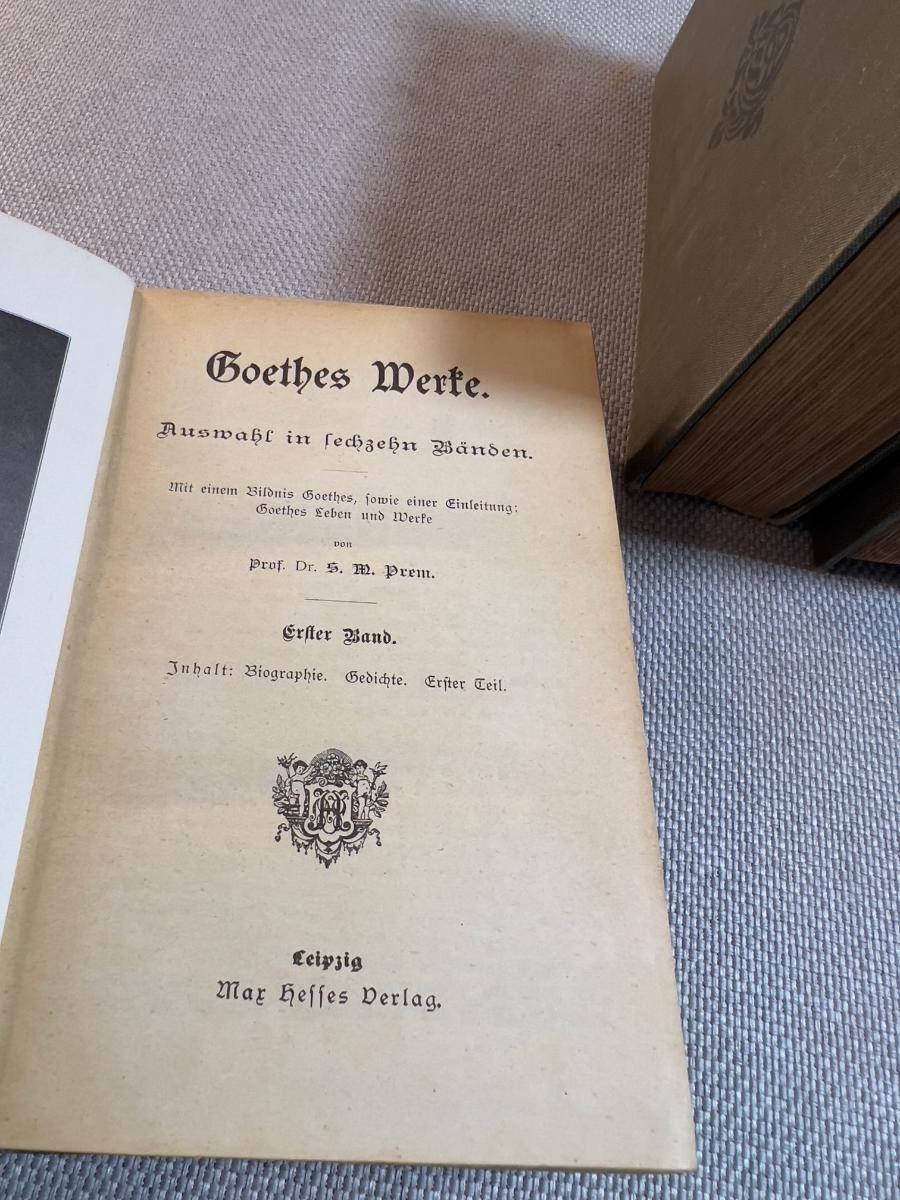 Goethes Werke.
Auswahl in sechzehn Bänden.
Mit einem Bildnis Goethes, sowie einer Einleitung:
Goethes Leben und Werke
von
Prof. Dr. S. M. Prem.
Erster Band.
Inhalt: Biographie. Gedichte. Erster Teil.
Leipzig
Max Hesses Verlag.